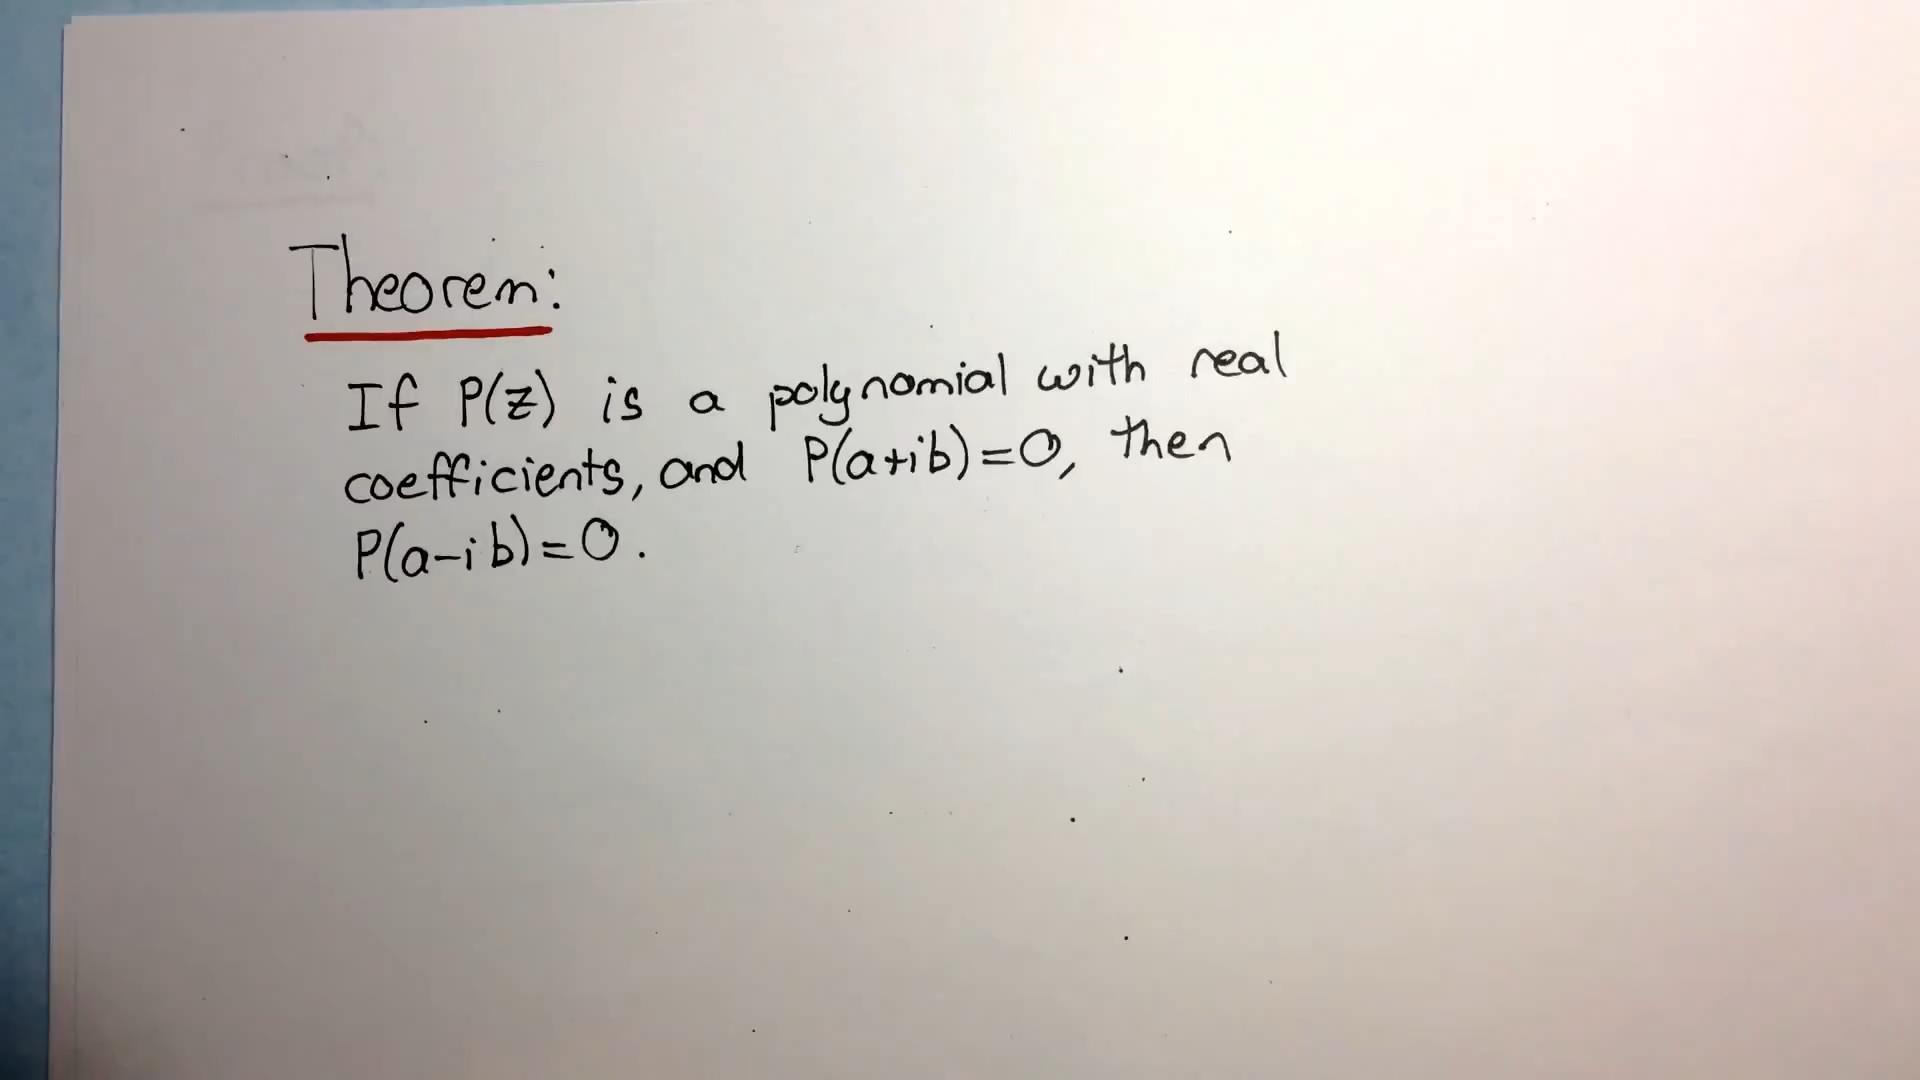 Theorem:
If P(z) is a polynomial with real
coefficients, and P(a+ib)=0, then
P(a-ib)=0.